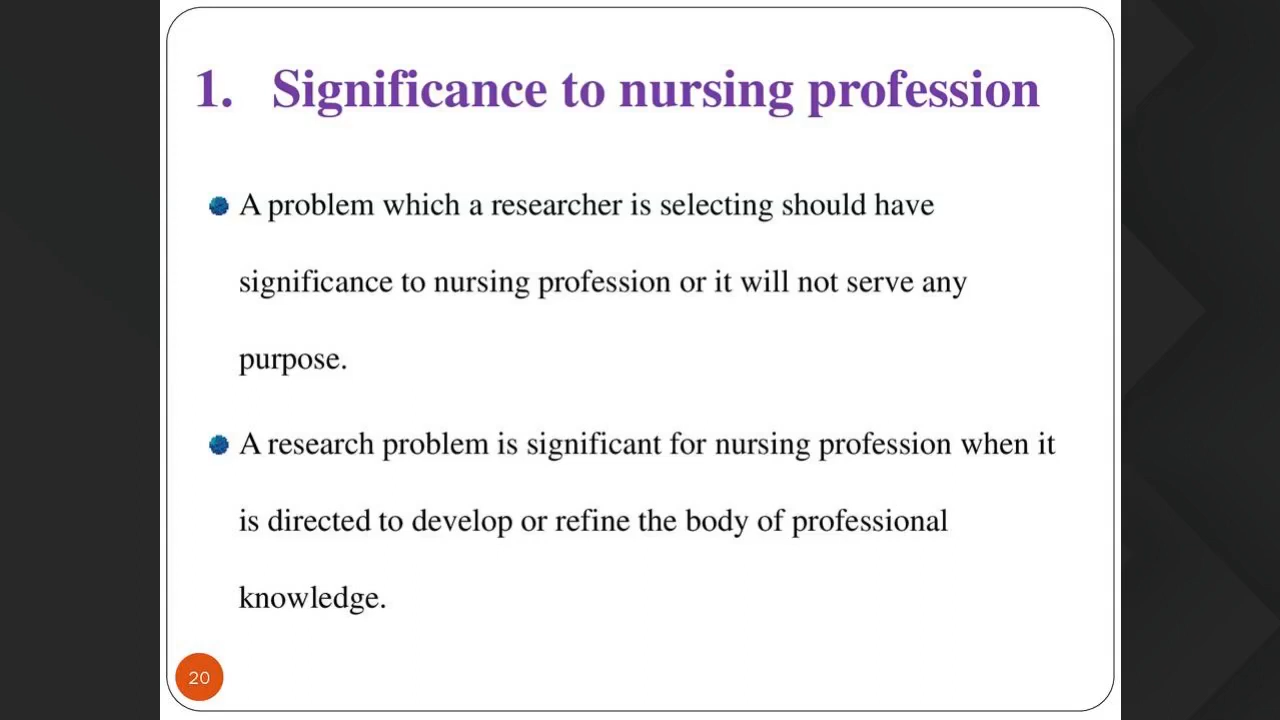 1. Significance to nursing profession
A problem which a researcher is selecting should have
significance to nursing profession or it will not serve any
purpose.
A research problem is significant for nursing profession when it
is directed to develop or refine the body of professional
knowledge.
20